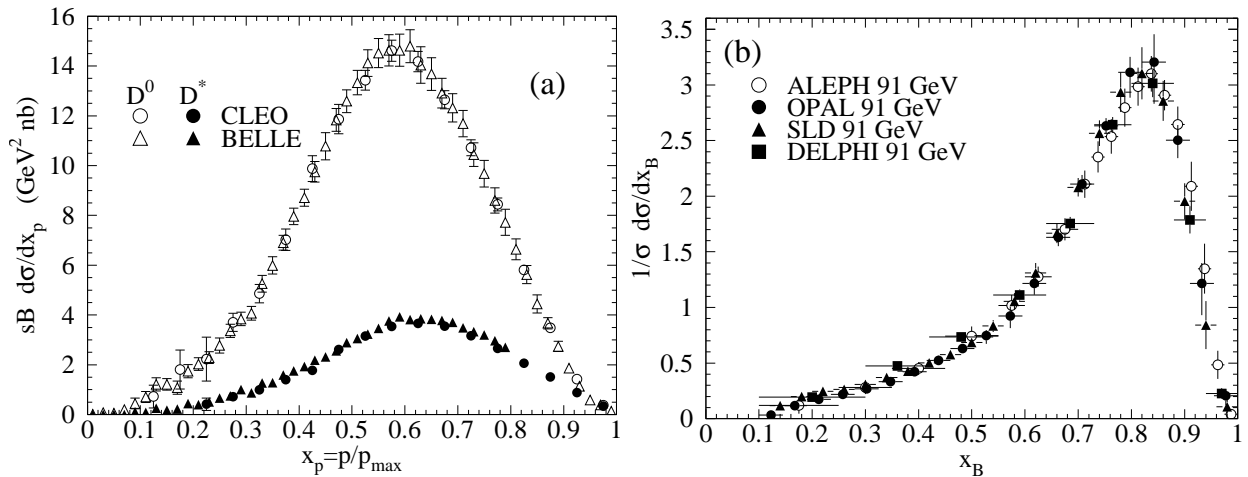 16
14
12
10
8
6
4
2
0
sB dσ/dx_p (GeV² nb)
(a)
D⁰ D*
CLEO
BELLE
0 0.1 0.2 0.3 0.4 0.5 0.6 0.7 0.8 0.9 1
x_p=p/p_max
3.5
3
2.5
2
1.5
1
0.5
0
1/σ dσ/dx_B
(b)
ALEPH 91 GeV
OPAL 91 GeV
SLD 91 GeV
DELPHI 91 GeV
0 0.1 0.2 0.3 0.4 0.5 0.6 0.7 0.8 0.9 1
x_B